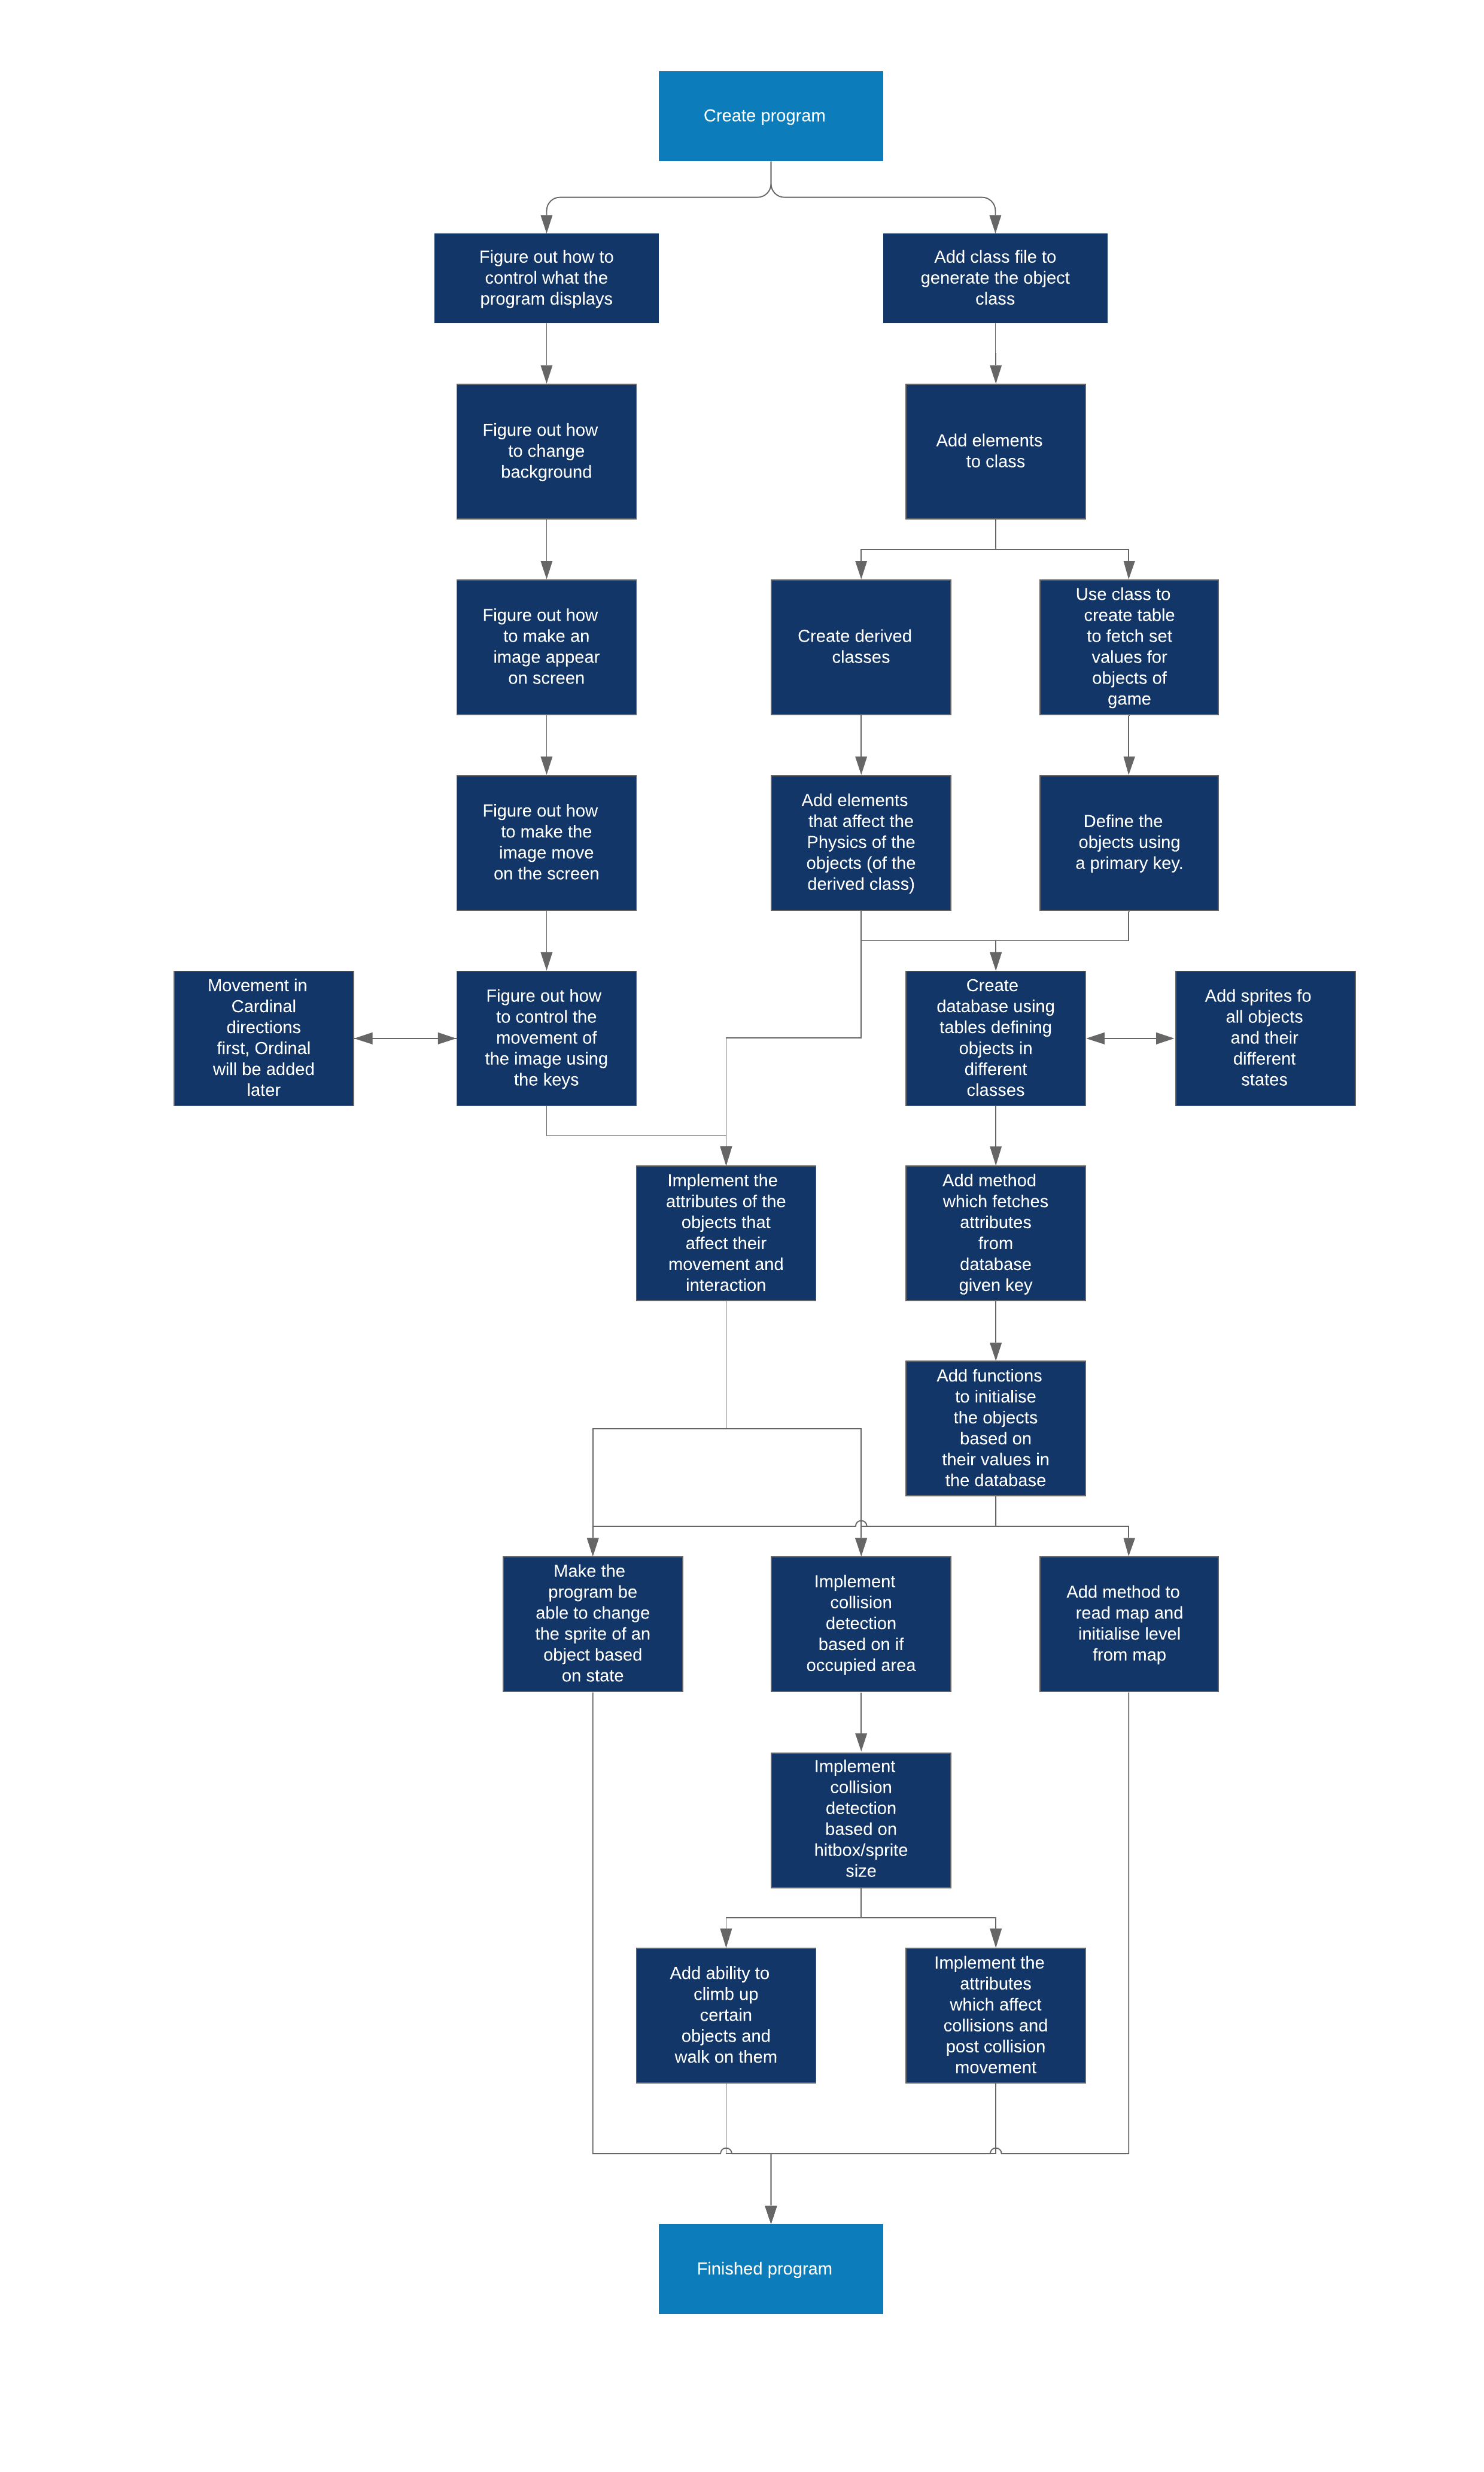 Create program
Figure out how to
control what the
program displays
Add class file to
generate the object
class
Figure out how
to change
background
Add elements
to class
Figure out how
to make an
image appear
on screen
Create derived
classes
Use class to
create table
to fetch set
values for
objects of
game
Figure out how
to make the
image move
on the screen
Add elements
that affect the
Physics of the
objects (of the
derived class)
Define the
objects using
a primary key.
Movement in
Cardinal
directions
first, Ordinal
will be added
later
Figure out how
to control the
movement of
the image using
the keys
Create
database using
tables defining
objects in
different
classes
Add sprites fo
all objects
and their
different
states
Implement the
attributes of the
objects that
affect their
movement and
interaction
Add method
which fetches
attributes
from
database
given key
Add functions
to initialise
the objects
based on
their values in
the database
Make the
program be
able to change
the sprite of an
object based
on state
Implement
collision
detection
based on if
occupied area
Add method to
read map and
initialise level
from map
Implement
collision
detection
based on
hitbox/sprite
size
Add ability to
climb up
certain
objects and
walk on them
Implement the
attributes
which affect
collisions and
post collision
movement
Finished program